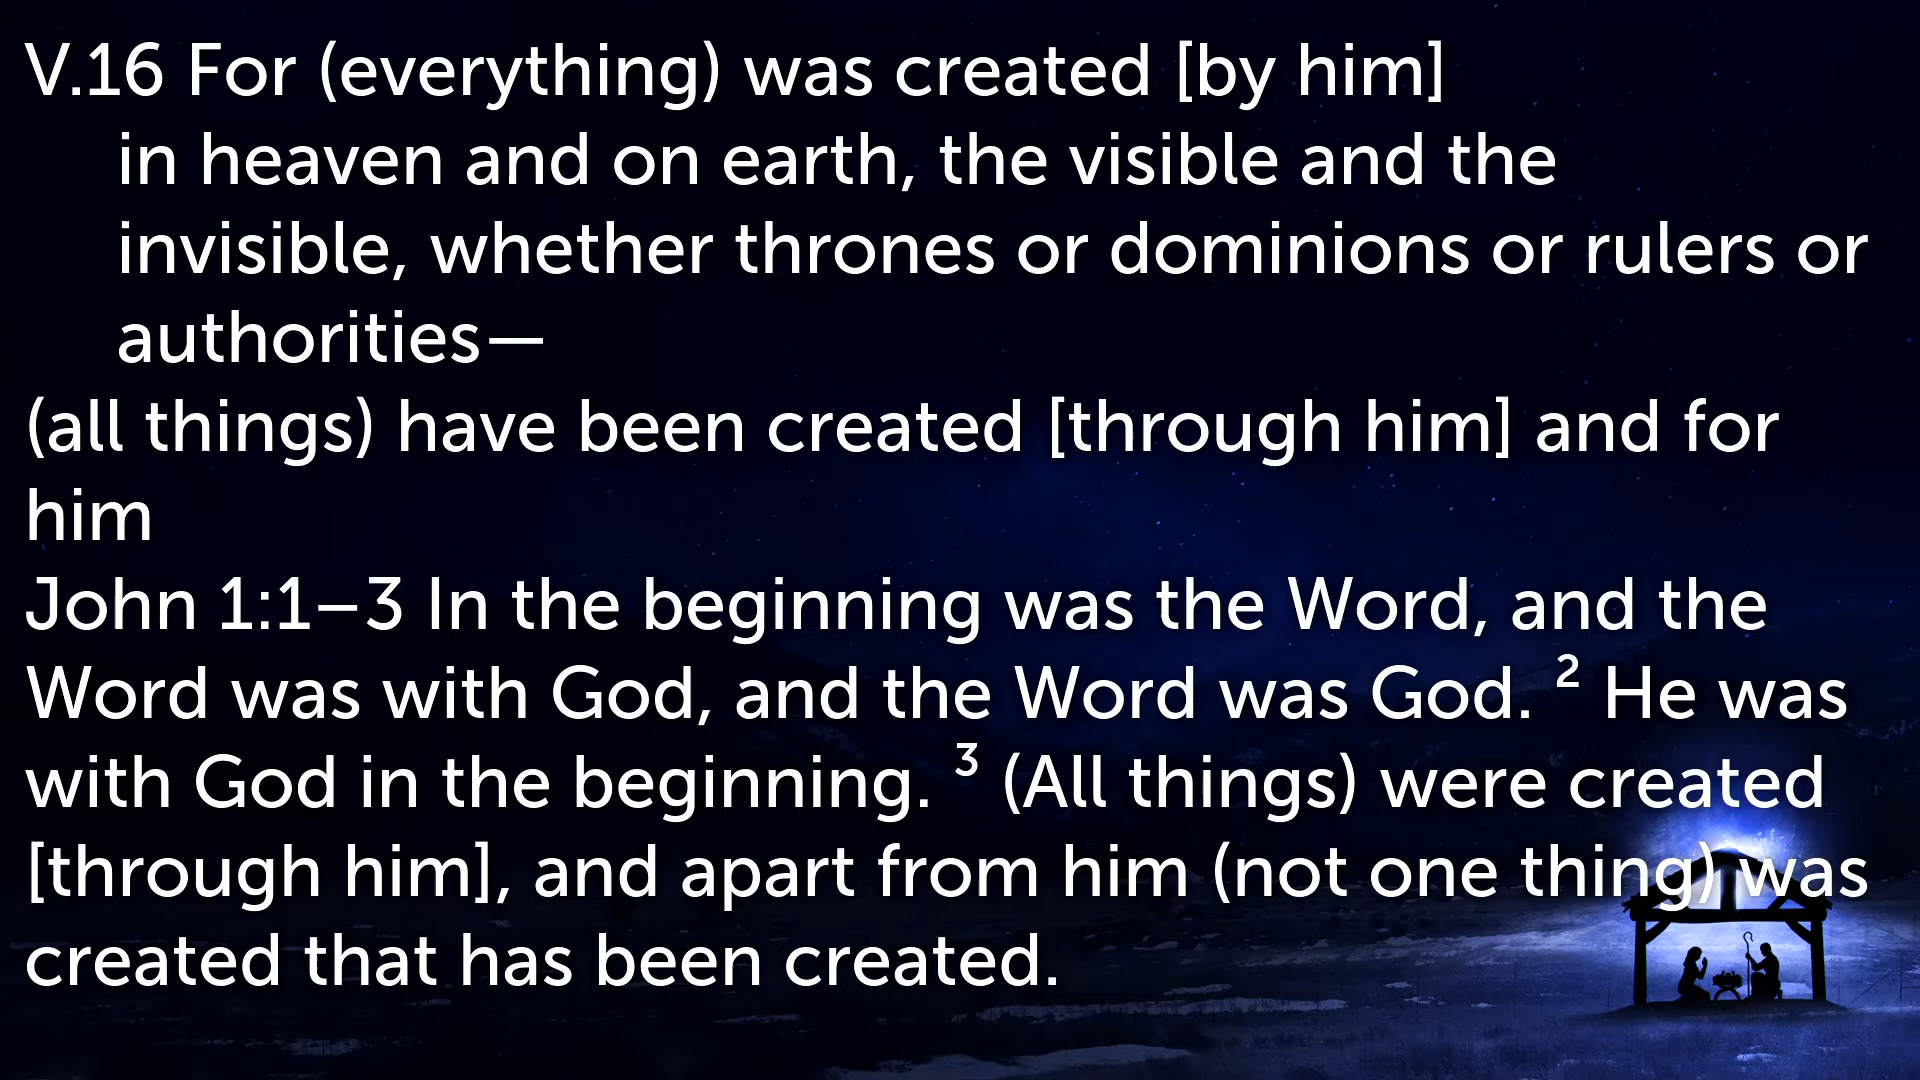 V.16 For (everything) was created [by him]
in heaven and on earth, the visible and the
invisible, whether thrones or dominions or rulers or
authorities—
(all things) have been created [through him] and for
him
John 1:1–3 In the beginning was the Word, and the
Word was with God, and the Word was God. ² He was
with God in the beginning. ³ (All things) were created
[through him], and apart from him (not one thing) was
created that has been created.